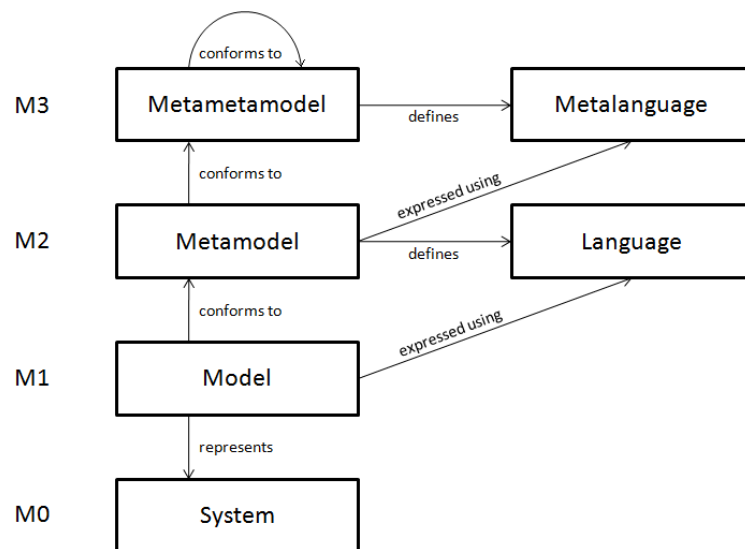 conforms to
M3
Metametamodel
defines
Metalanguage
conforms to
expressed using
M2
Metamodel
defines
Language
conforms to
expressed using
M1
Model
represents
M0
System